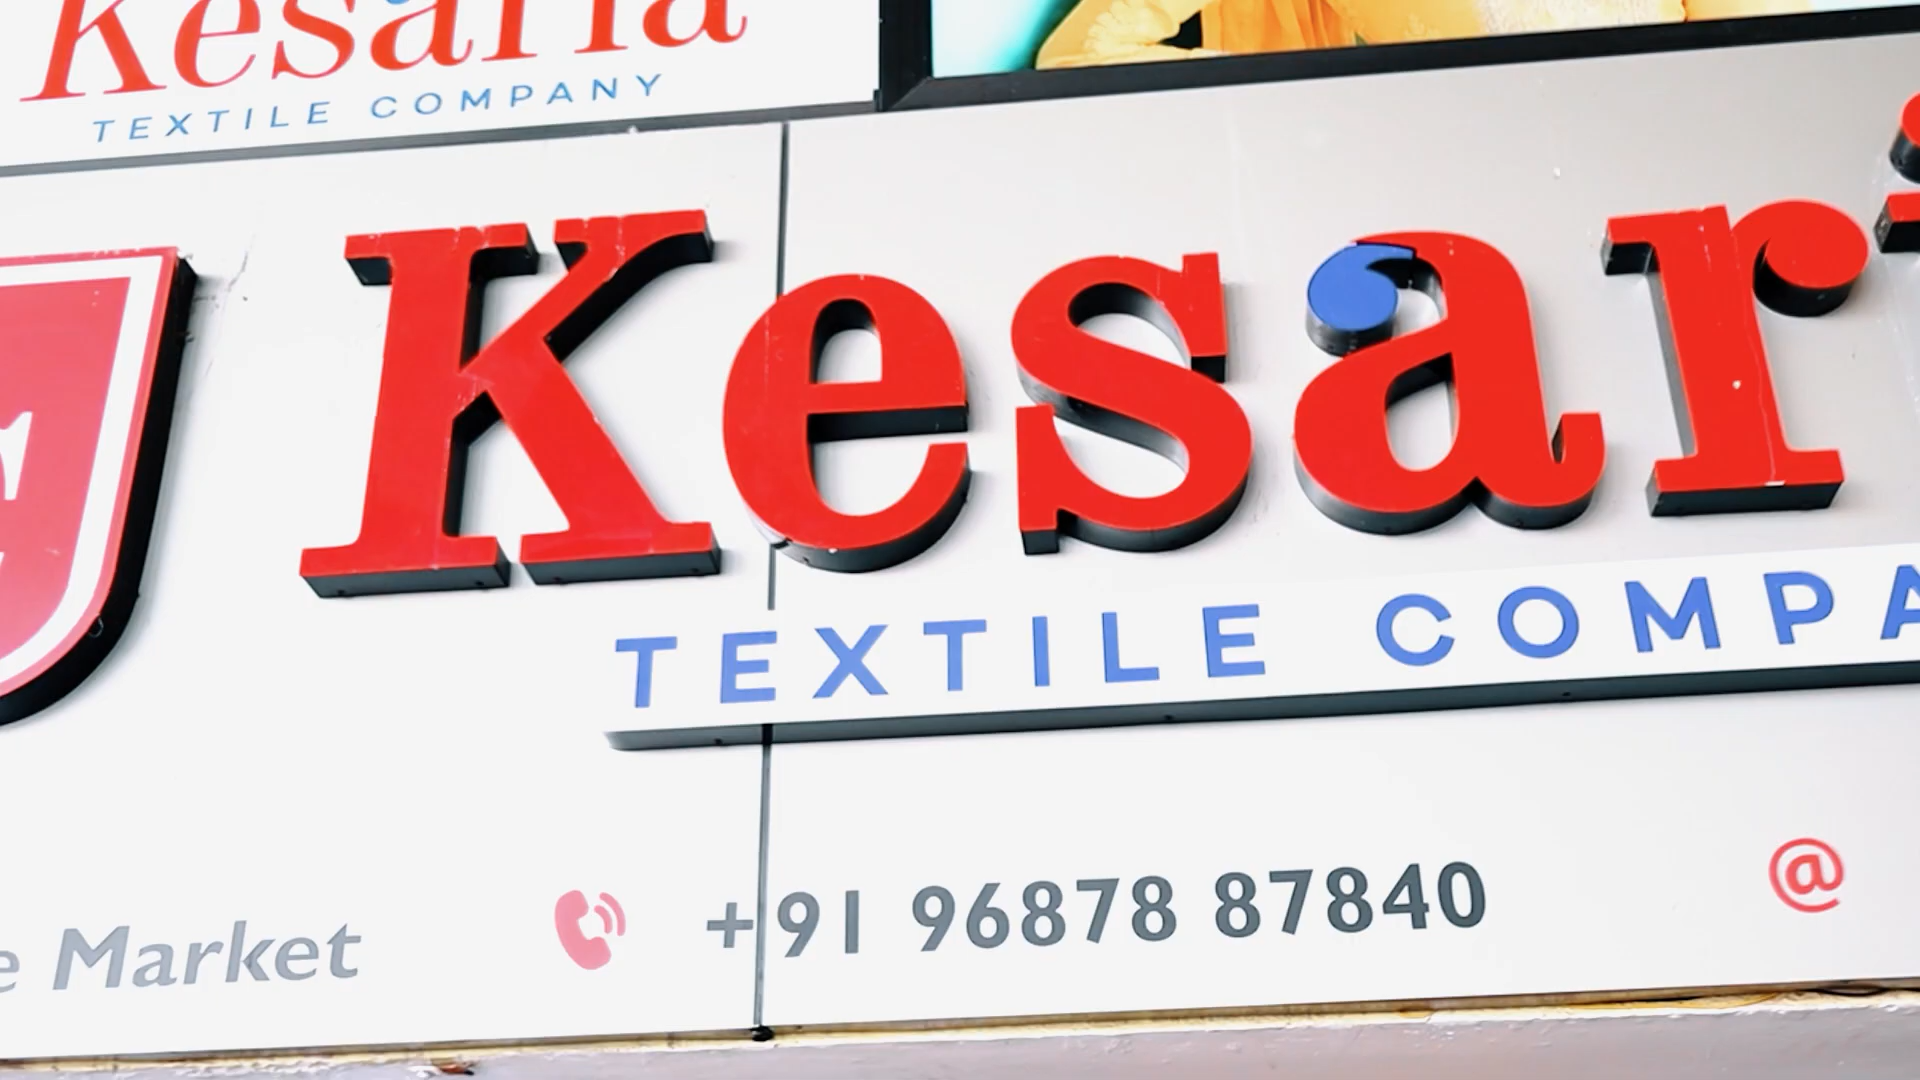 Kesaria
TEXTILE COMPANY
Kesari
TEXTILE COMPA
Market
+91 96878 87840
@